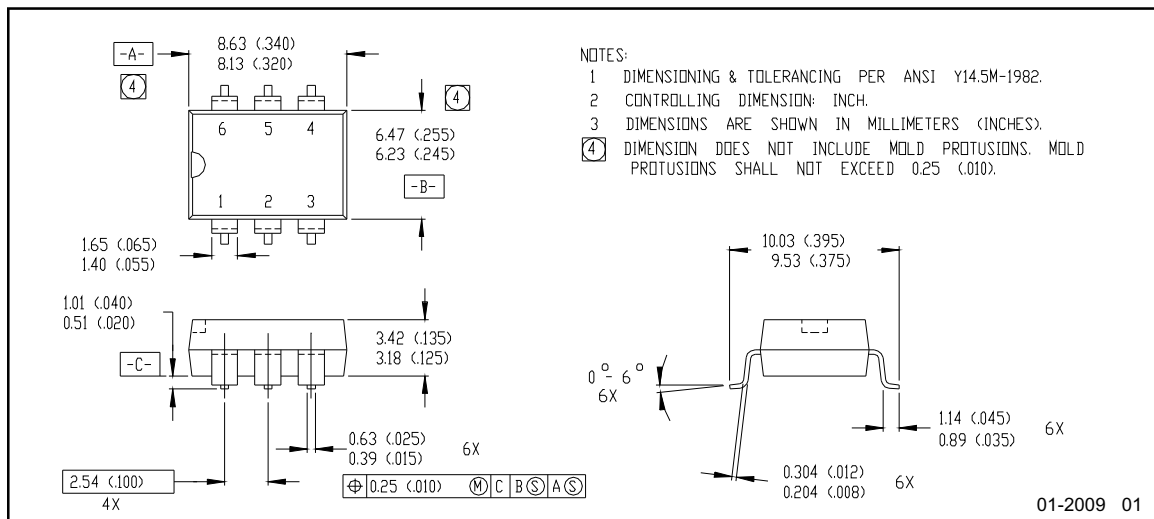 -A-
8.63 (.340)
8.13 (.320)
4
4
6 5 4
6.47 (.255)
6.23 (.245)
-B-
1 2 3
1.65 (.065)
1.40 (.055)
NOTES:
1 DIMENSIONING & TOLERANCING PER ANSI Y14.5M-1982.
2 CONTROLLING DIMENSION: INCH.
3 DIMENSIONS ARE SHOWN IN MILLIMETERS (INCHES).
4 DIMENSION DOES NOT INCLUDE MOLD PROTUSIONS. MOLD
PROTUSIONS SHALL NOT EXCEED 0.25 (.010).
1.01 (.040)
0.51 (.020)
-C-
3.42 (.135)
3.18 (.125)
0.63 (.025)
0.39 (.015)
6X
2.54 (.100)
4X
⌖ 0.25 (.010) Ⓜ C B Ⓢ A Ⓢ
10.03 (.395)
9.53 (.375)
0°- 6°
6X
1.14 (.045)
0.89 (.035)
6X
0.304 (.012)
0.204 (.008)
6X
01-2009 01